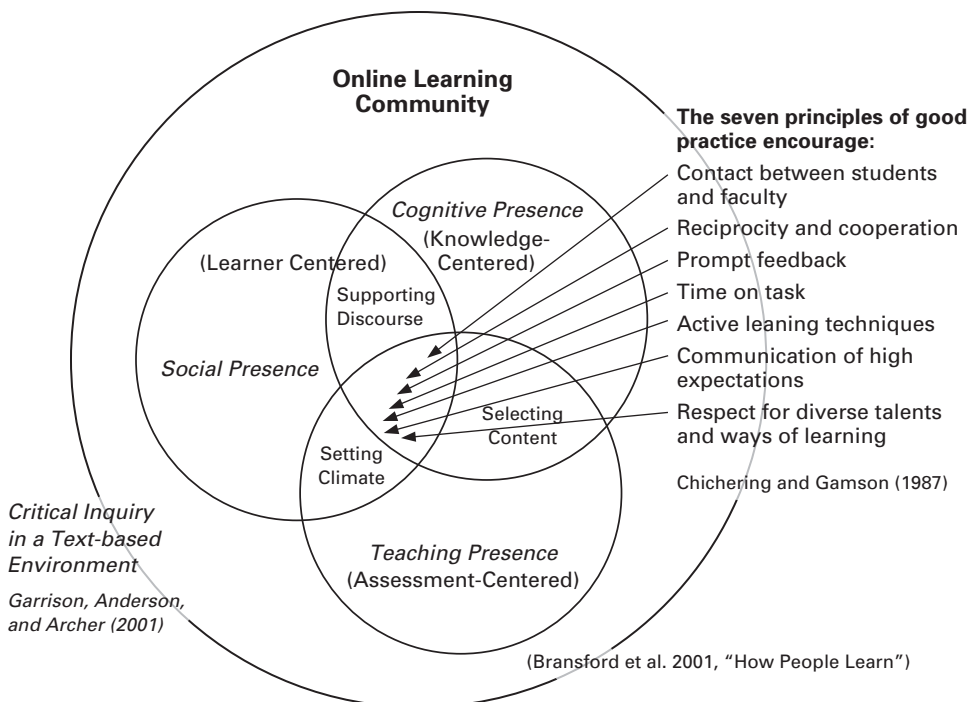 Online Learning
Community
The seven principles of good
practice encourage:
Contact between students
and faculty
Reciprocity and cooperation
Prompt feedback
Time on task
Active leaning techniques
Communication of high
expectations
Respect for diverse talents
and ways of learning
Chichering and Gamson (1987)
Cognitive Presence
(Knowledge-
Centered)
(Learner Centered)
Supporting
Discourse
Social Presence
Selecting
Content
Setting
Climate
Teaching Presence
(Assessment-Centered)
Critical Inquiry
in a Text-based
Environment
Garrison, Anderson,
and Archer (2001)
(Bransford et al. 2001, “How People Learn”)